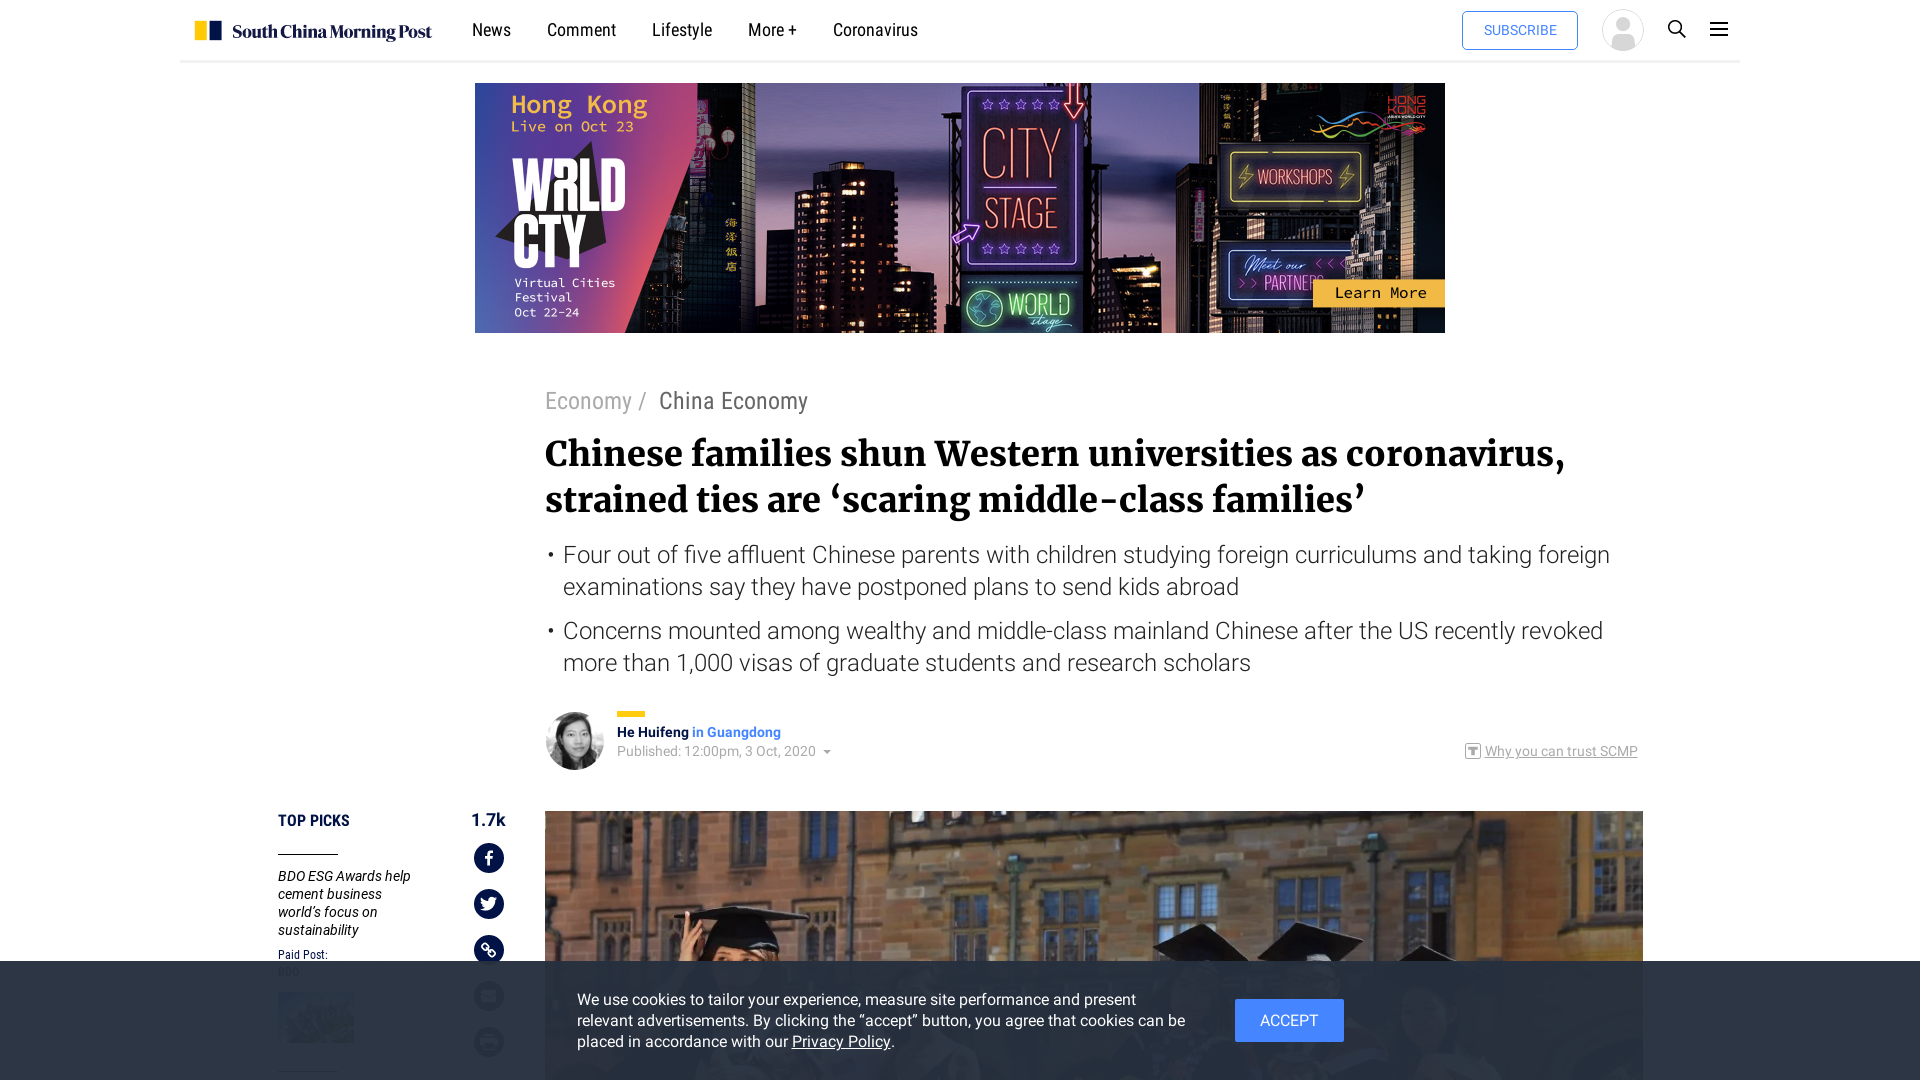 South China Morning Post
News
Comment
Lifestyle
More +
Coronavirus
SUBSCRIBE
Hong Kong
Live on Oct 23
WRLD
CTY
Virtual Cities
Festival
Oct 22-24
海洋飯店
CITY
STAGE
WORLD
stage
HONG
KONG
ASIA'S WORLD CITY
WORKSHOPS
Meet our
PARTNERS
Learn More
Economy / China Economy
Chinese families shun Western universities as coronavirus,
strained ties are ‘scaring middle-class families’
• Four out of five affluent Chinese parents with children studying foreign curriculums and taking foreign
examinations say they have postponed plans to send kids abroad
• Concerns mounted among wealthy and middle-class mainland Chinese after the US recently revoked
more than 1,000 visas of graduate students and research scholars
He Huifeng in Guangdong
Published: 12:00pm, 3 Oct, 2020
Why you can trust SCMP
TOP PICKS
1.7k
BDO ESG Awards help
cement business
world’s focus on
sustainability
Paid Post:
BDO
We use cookies to tailor your experience, measure site performance and present
relevant advertisements. By clicking the “accept” button, you agree that cookies can be
placed in accordance with our Privacy Policy.
ACCEPT